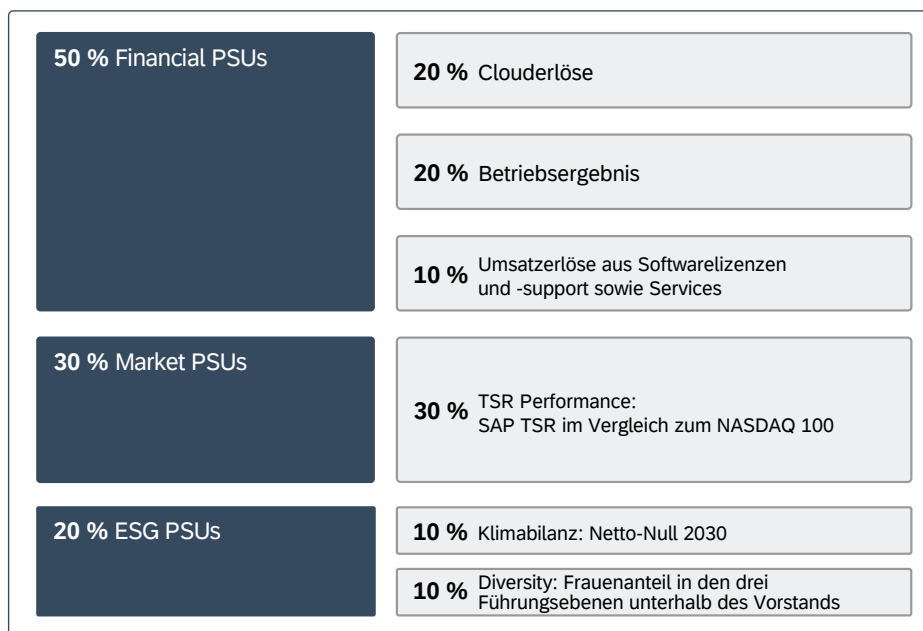 50 % Financial PSUs
20 % Clouderlöse
20 % Betriebsergebnis
10 % Umsatzerlöse aus Softwarelizenzen
und -support sowie Services
30 % Market PSUs
30 % TSR Performance:
SAP TSR im Vergleich zum NASDAQ 100
20 % ESG PSUs
10 % Klimabilanz: Netto-Null 2030
10 % Diversity: Frauenanteil in den drei
Führungsebenen unterhalb des Vorstands